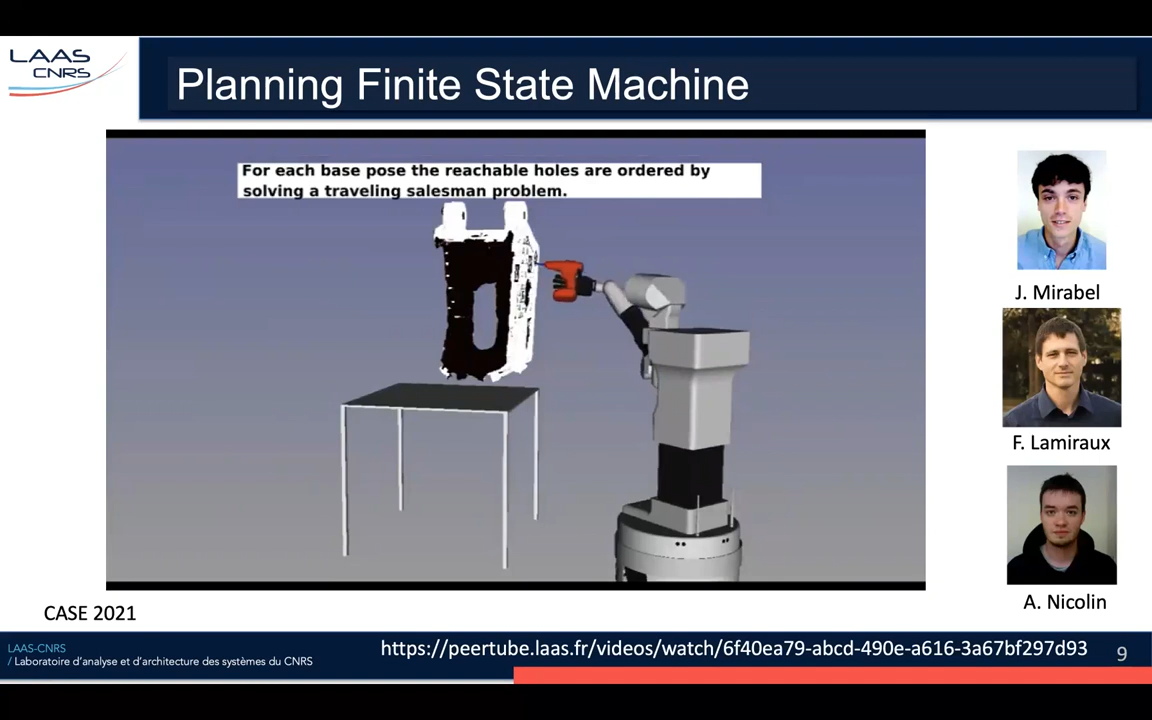 LAAS
CNRS
Planning Finite State Machine
For each base pose the reachable holes are ordered by
solving a traveling salesman problem.
J. Mirabel
F. Lamiraux
A. Nicolin
CASE 2021
LAAS-CNRS
/ Laboratoire d'analyse et d'architecture des systèmes du CNRS
https://peertube.laas.fr/videos/watch/6f40ea79-abcd-490e-a616-3a67bf297d93
9